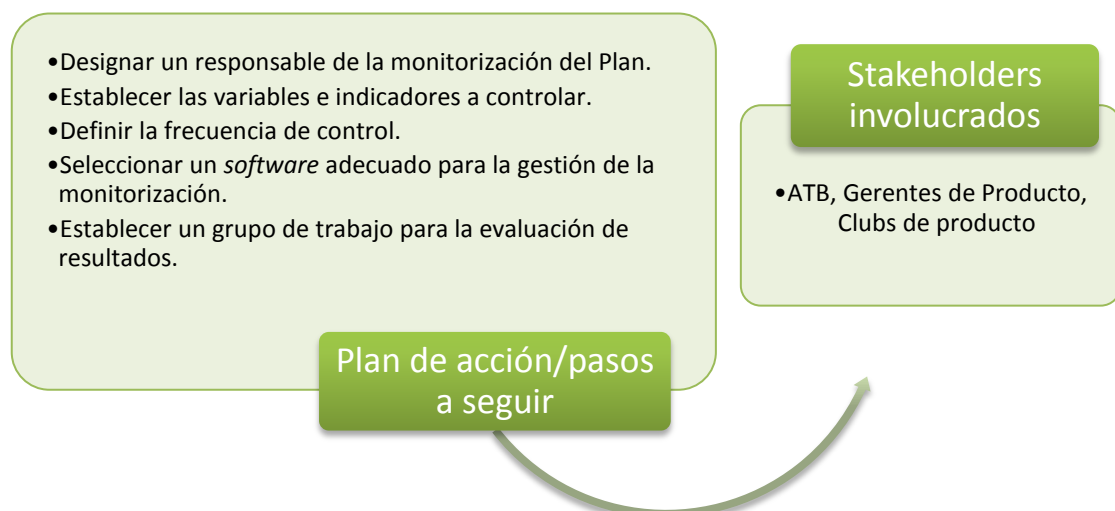 •Designar un responsable de la monitorización del Plan.
•Establecer las variables e indicadores a controlar.
•Definir la frecuencia de control.
•Seleccionar un software adecuado para la gestión de la
monitorización.
•Establecer un grupo de trabajo para la evaluación de
resultados.
Plan de acción/pasos
a seguir
Stakeholders
involucrados
•ATB, Gerentes de Producto,
Clubs de producto